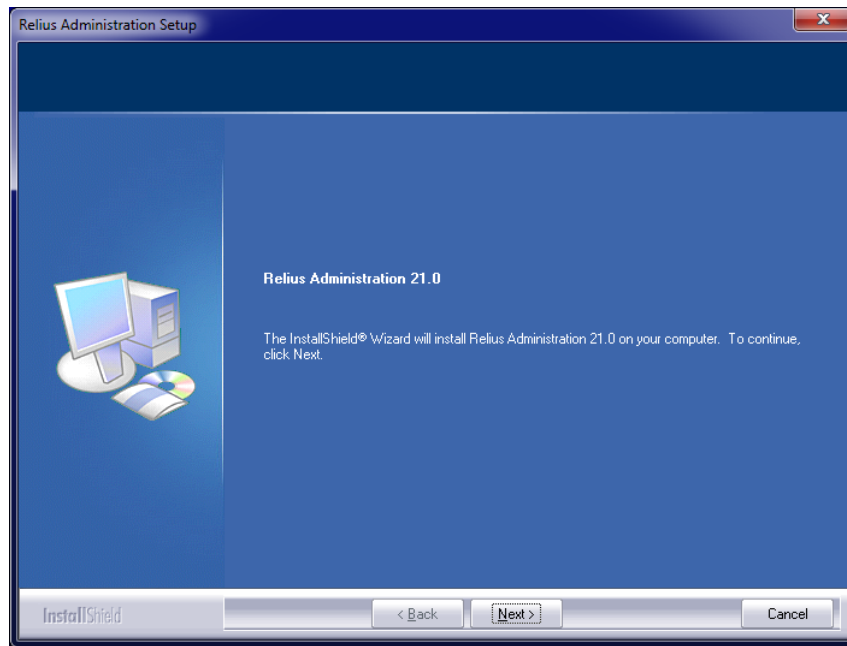 Relius Administration Setup
Relius Administration 21.0
The InstallShield® Wizard will install Relius Administration 21.0 on your computer.  To continue,
click Next.
InstallShield
< Back
Next >
Cancel